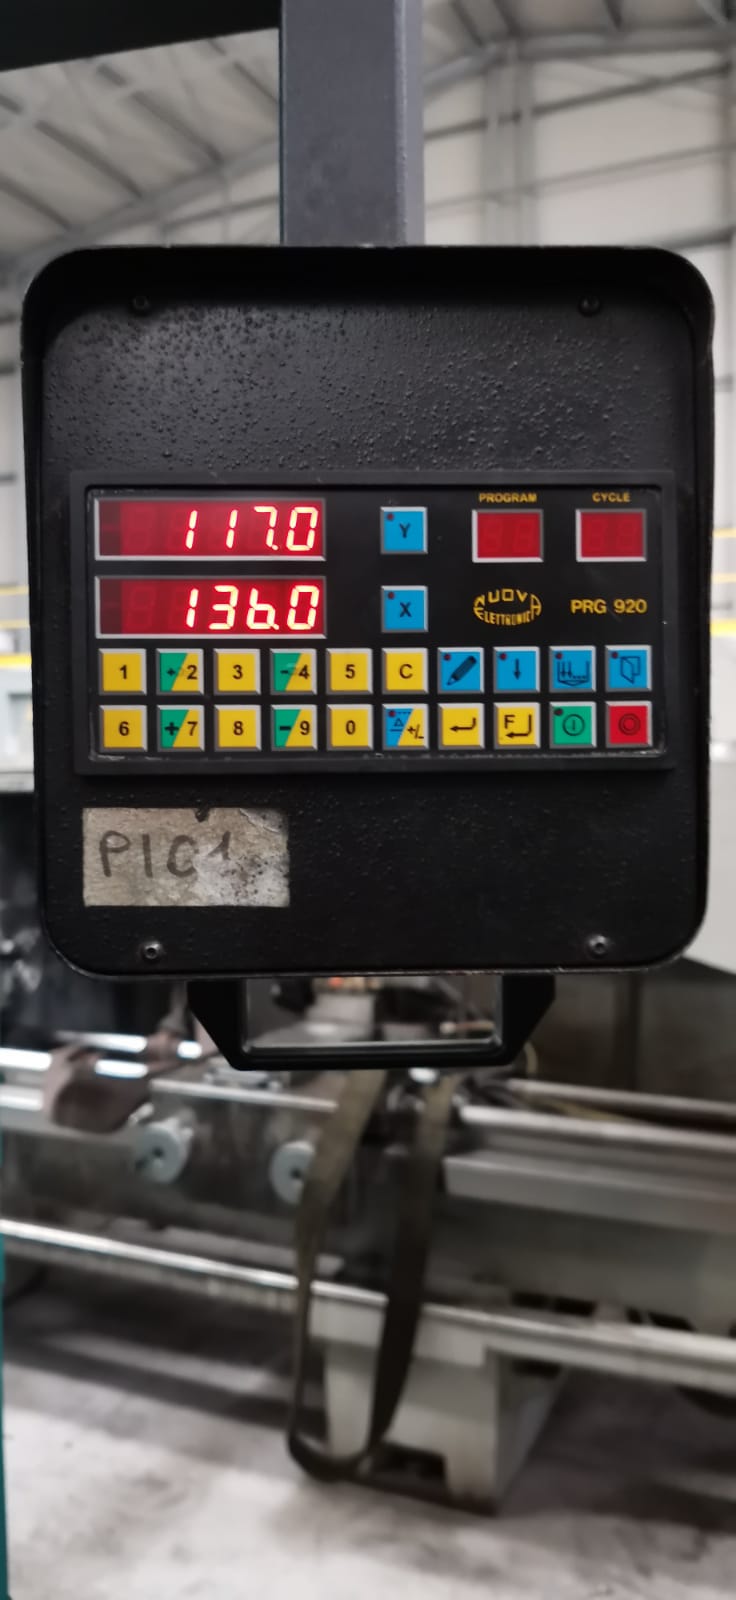 PROGRAM CYCLE
117.0 Y
136.0 X NUOVA ELETTRONICA PRG 920
1 +2 3 -4 5 C
6 +7 8 -9 0 Δ +/- F
PIC1